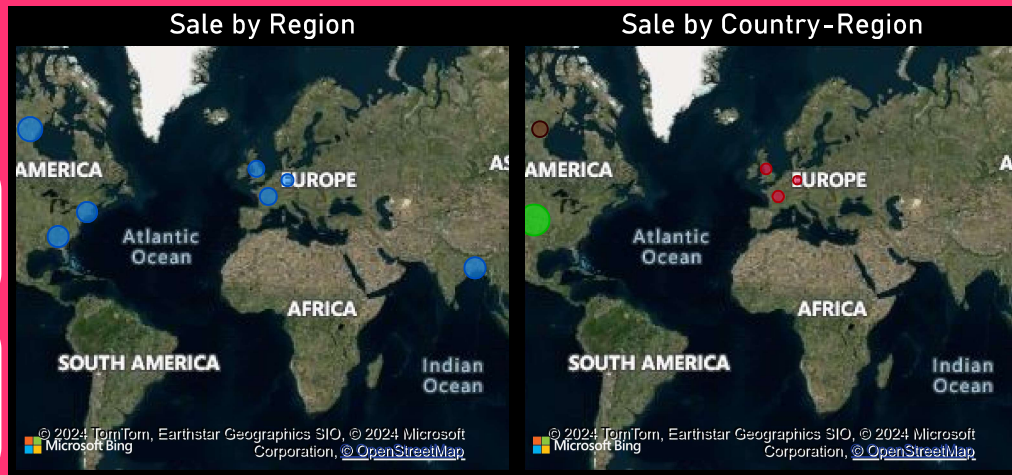 Sale by Region
AMERICA
EUROPE
AS
Atlantic
Ocean
AFRICA
SOUTH AMERICA
Indian
Ocean
© 2024 TomTom, Earthstar Geographics SIO, © 2024 Microsoft
Corporation, © OpenStreetMap
Microsoft Bing
Sale by Country-Region
AMERICA
EUROPE
A
Atlantic
Ocean
AFRICA
SOUTH AMERICA
Indian
Ocean
© 2024 TomTom, Earthstar Geographics SIO, © 2024 Microsoft
Corporation, © OpenStreetMap
Microsoft Bing